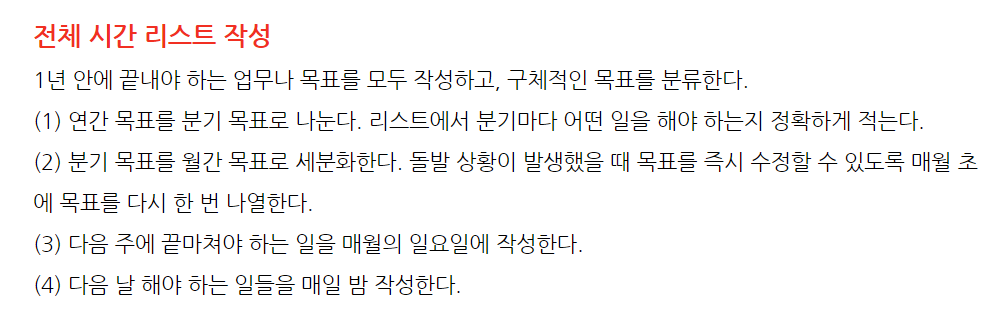 전체 시간 리스트 작성
1년 안에 끝내야 하는 업무나 목표를 모두 작성하고, 구체적인 목표를 분류한다.
(1) 연간 목표를 분기 목표로 나눈다. 리스트에서 분기마다 어떤 일을 해야 하는지 정확하게 적는다.
(2) 분기 목표를 월간 목표로 세분화한다. 돌발 상황이 발생했을 때 목표를 즉시 수정할 수 있도록 매월 초
에 목표를 다시 한 번 나열한다.
(3) 다음 주에 끝마쳐야 하는 일을 매월의 일요일에 작성한다.
(4) 다음 날 해야 하는 일들을 매일 밤 작성한다.